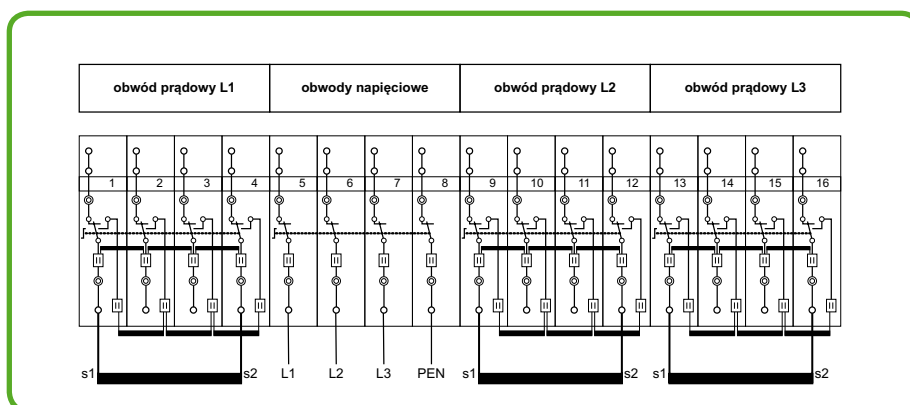 obwód prądowy L1 obwody napięciowe obwód prądowy L2 obwód prądowy L3
1 2 3 4 5 6 7 8 9 10 11 12 13 14 15 16
s1 s2 L1 L2 L3 PEN s1 s2 s1 s2